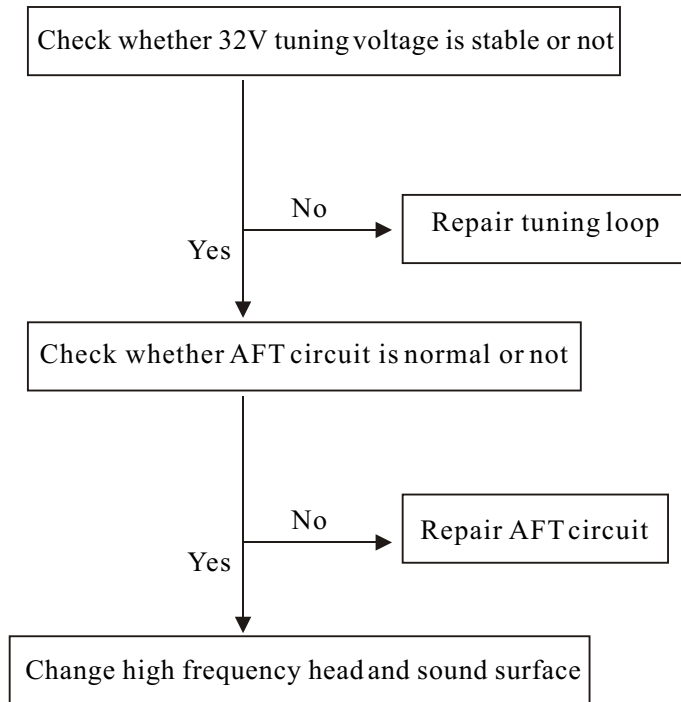 Check whether 32V tuning voltage is stable or not
No
Repair tuning loop
Yes
Check whether AFT circuit is normal or not
No
Repair AFT circuit
Yes
Change high frequency head and sound surface